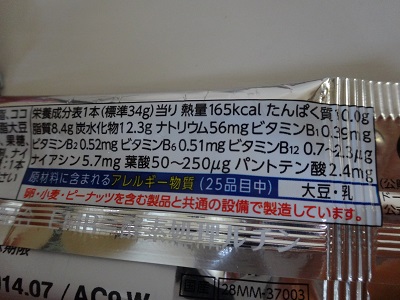 栄養成分表1本(標準34g)当り 熱量165kcal たんぱく質10.0g
脂質8.4g 炭水化物12.3g ナトリウム56mg ビタミンB1 0.39mg
ビタミンB2 0.52mg ビタミンB6 0.51mg ビタミンB12 0.7~2.3μg
ナイアシン5.7mg 葉酸50~250μg パントテン酸2.4mg
原材料に含まれるアレルギー物質 (25品目中) 大豆・乳
卵・小麦・ピーナッツを含む製品と共通の設備で製造しています。
014.07 / AC9 W
28MM-37003